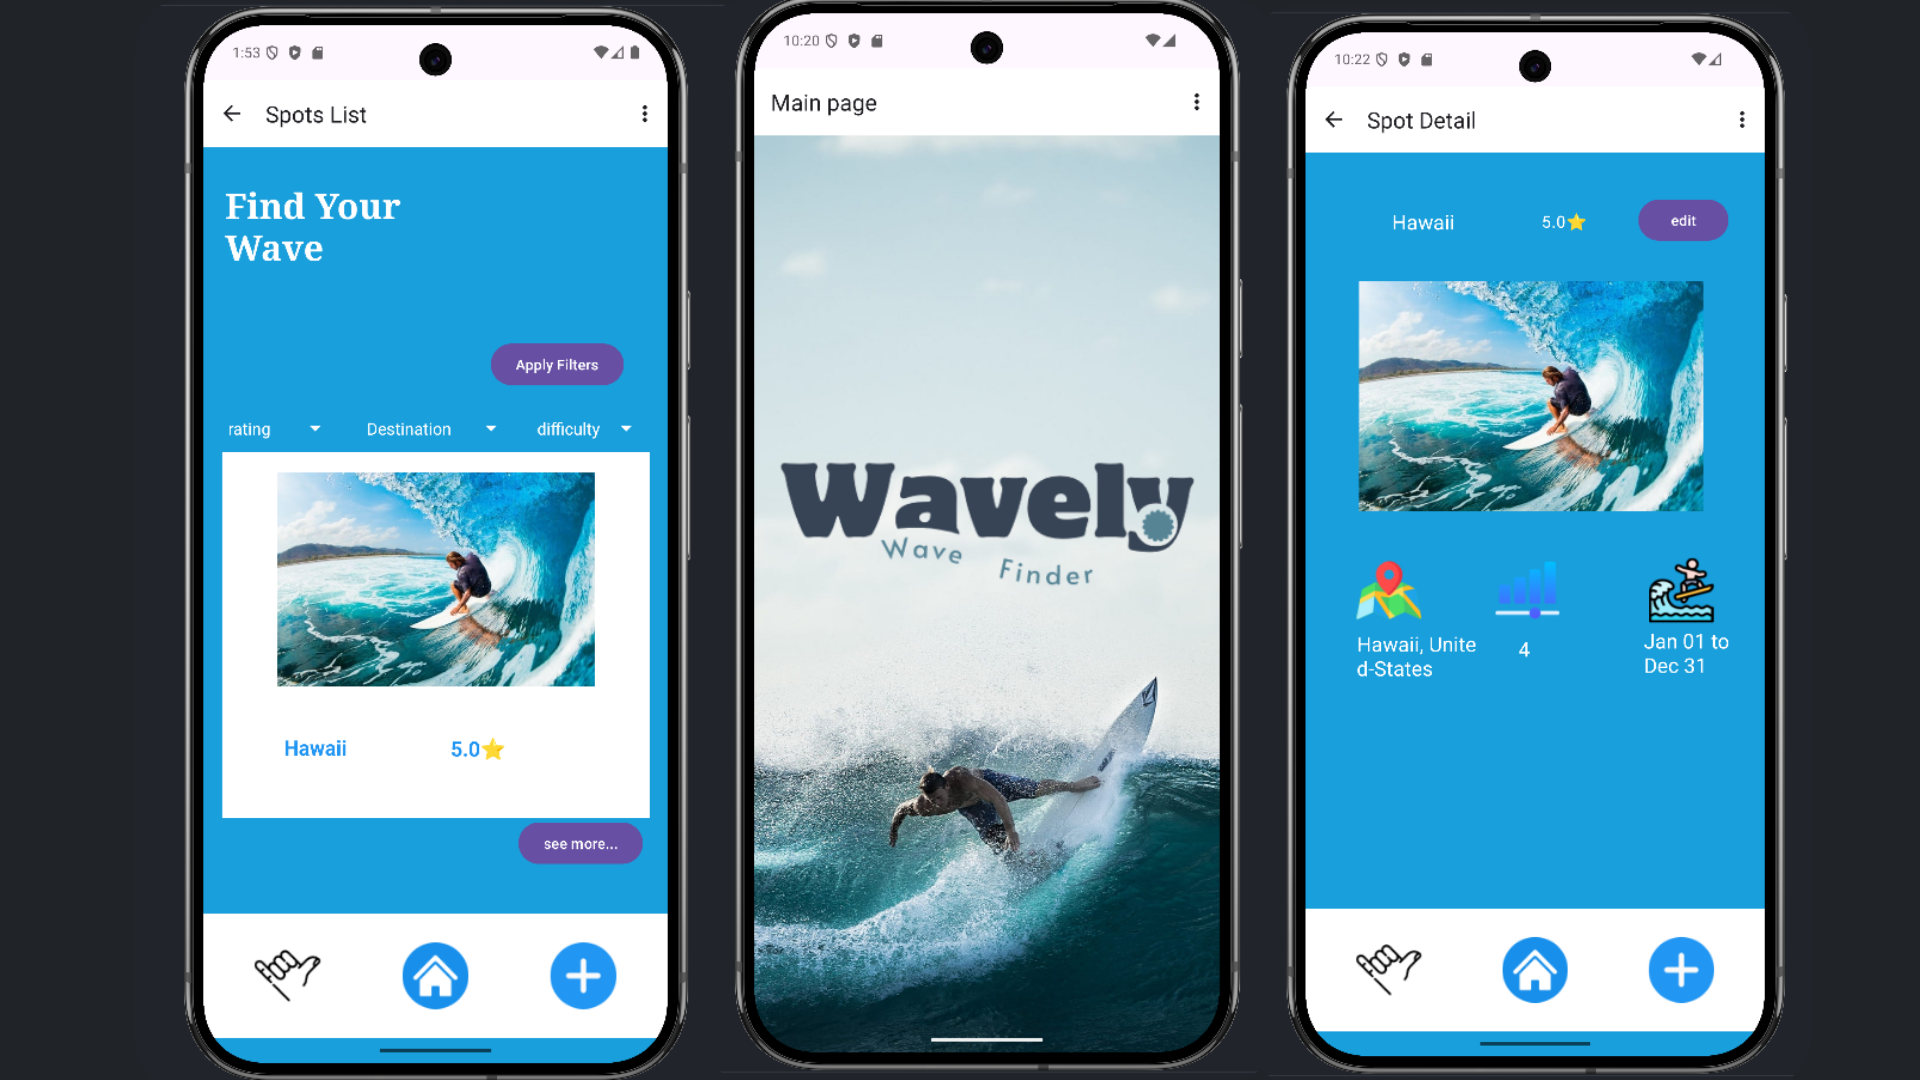 1:53
Spots List
Find Your
Wave
Apply Filters
rating
Destination
difficulty
Hawaii
5.0⭐
see more...
10:20
Main page
Wavely
Wave Finder
10:22
Spot Detail
Hawaii
5.0⭐
edit
Hawaii, Unite
d-States
4
Jan 01 to
Dec 31